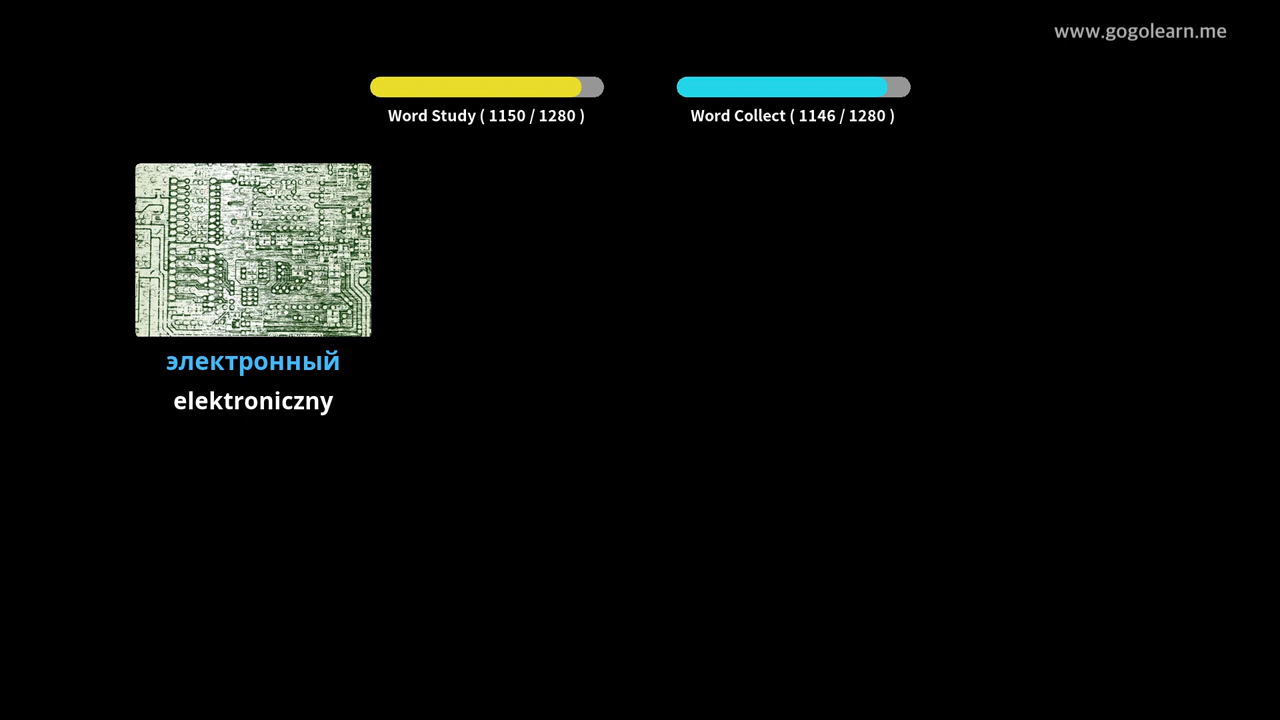 www.gogolearn.me
Word Study ( 1150 / 1280 )
Word Collect ( 1146 / 1280 )
электронный
elektroniczny